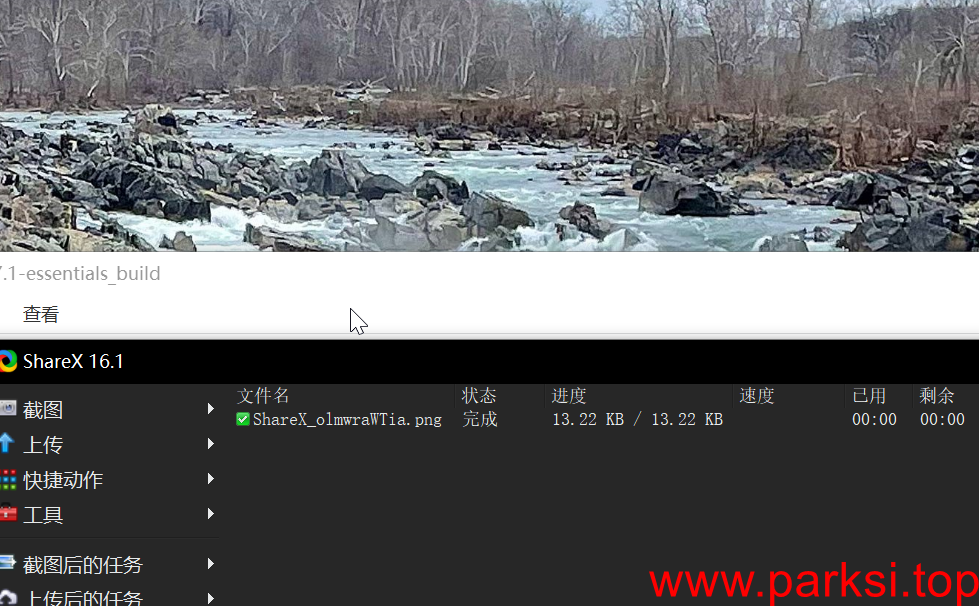 .1-essentials_build
查看
ShareX 16.1
文件名 状态 进度 速度 已用 剩余
ShareX_olmwraWTia.png 完成 13.22 KB / 13.22 KB 00:00 00:00
截图
上传
快捷动作
工具
截图后的任务
上传后的任务
www.parksi.top